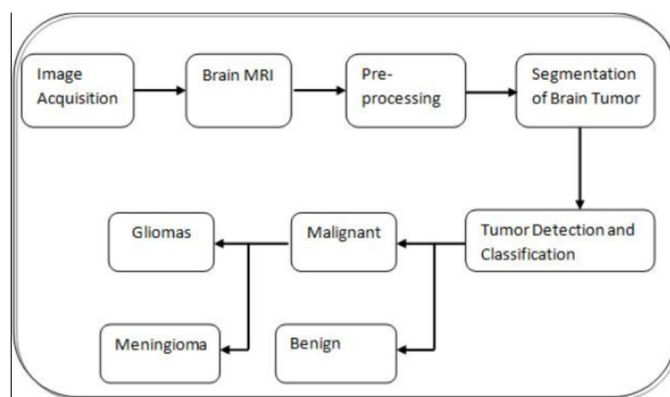 Image
Acquisition
Brain MRI
Pre-
processing
Segmentation
of Brain Tumor
Tumor Detection and
Classification
Malignant
Gliomas
Benign
Meningioma